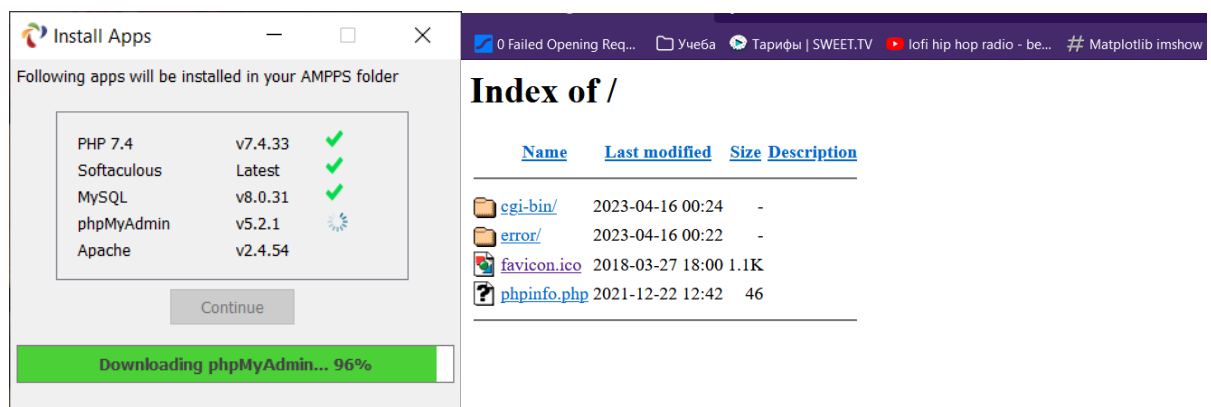 Install Apps
Following apps will be installed in your AMPPS folder
PHP 7.4 v7.4.33
Softaculous Latest
MySQL v8.0.31
phpMyAdmin v5.2.1
Apache v2.4.54
Continue
Downloading phpMyAdmin... 96%
0 Failed Opening Req... Учеба Тарифы | SWEET.TV lofi hip hop radio - be... Matplotlib imshow
Index of /
Name Last modified Size Description
cgi-bin/ 2023-04-16 00:24 -
error/ 2023-04-16 00:22 -
favicon.ico 2018-03-27 18:00 1.1K
phpinfo.php 2021-12-22 12:42 46